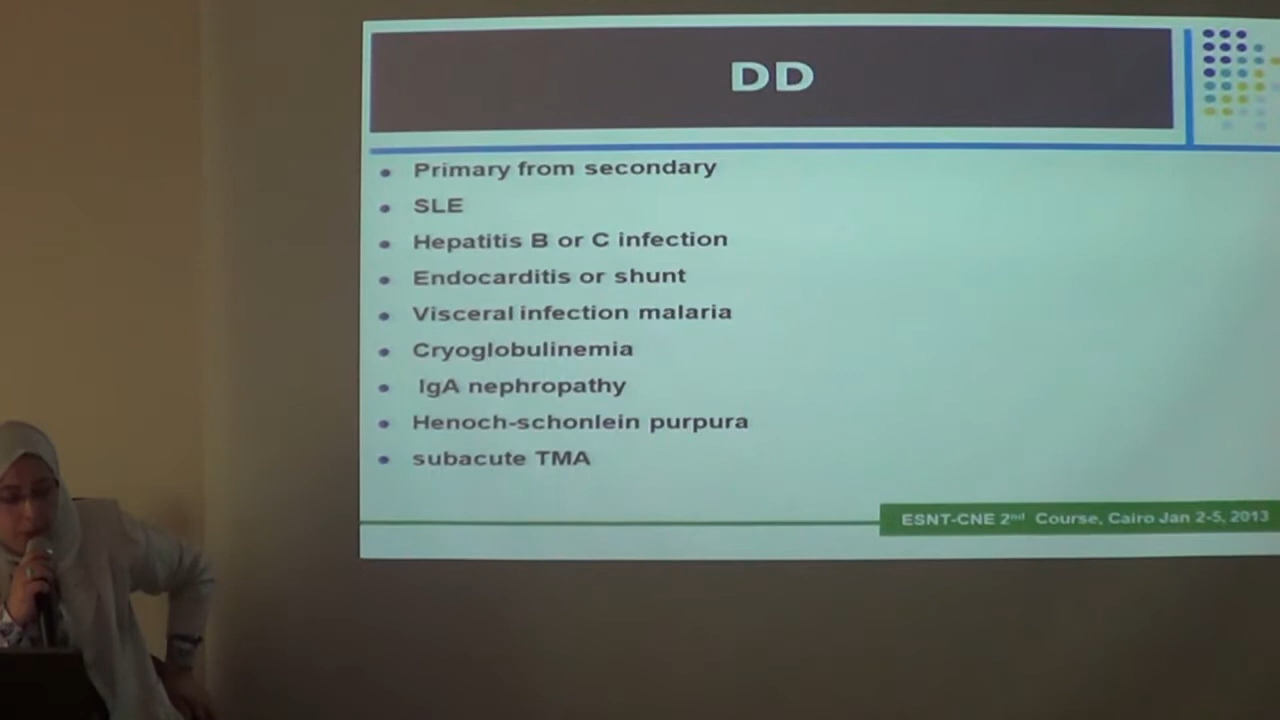 DD
Primary from secondary
SLE
Hepatitis B or C infection
Endocarditis or shunt
Visceral infection malaria
Cryoglobulinemia
IgA nephropathy
Henoch-schonlein purpura
subacute TMA
ESNT-CNE 2nd Course, Cairo Jan 2-5, 2013